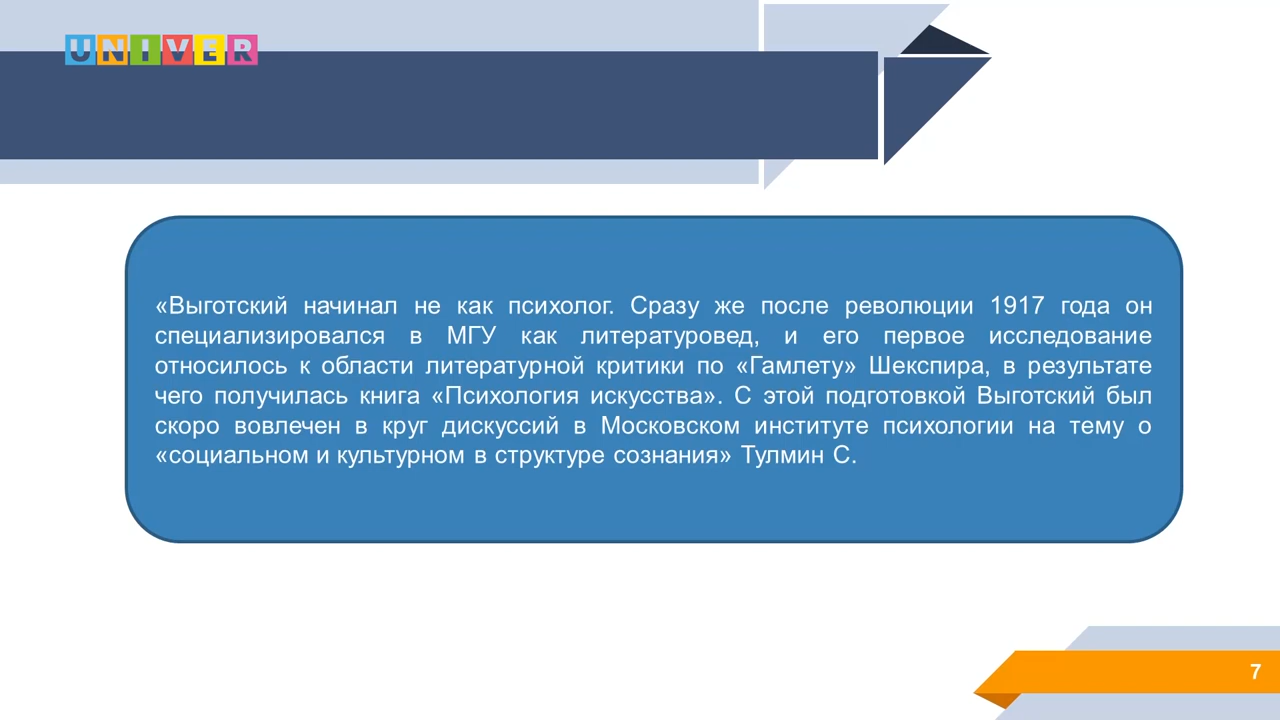 UNIVER
«Выготский начинал не как психолог. Сразу же после революции 1917 года он
специализировался в МГУ как литературовед, и его первое исследование
относилось к области литературной критики по «Гамлету» Шекспира, в результате
чего получилась книга «Психология искусства». С этой подготовкой Выготский был
скоро вовлечен в круг дискуссий в Московском институте психологии на тему о
«социальном и культурном в структуре сознания» Тулмин С.
7